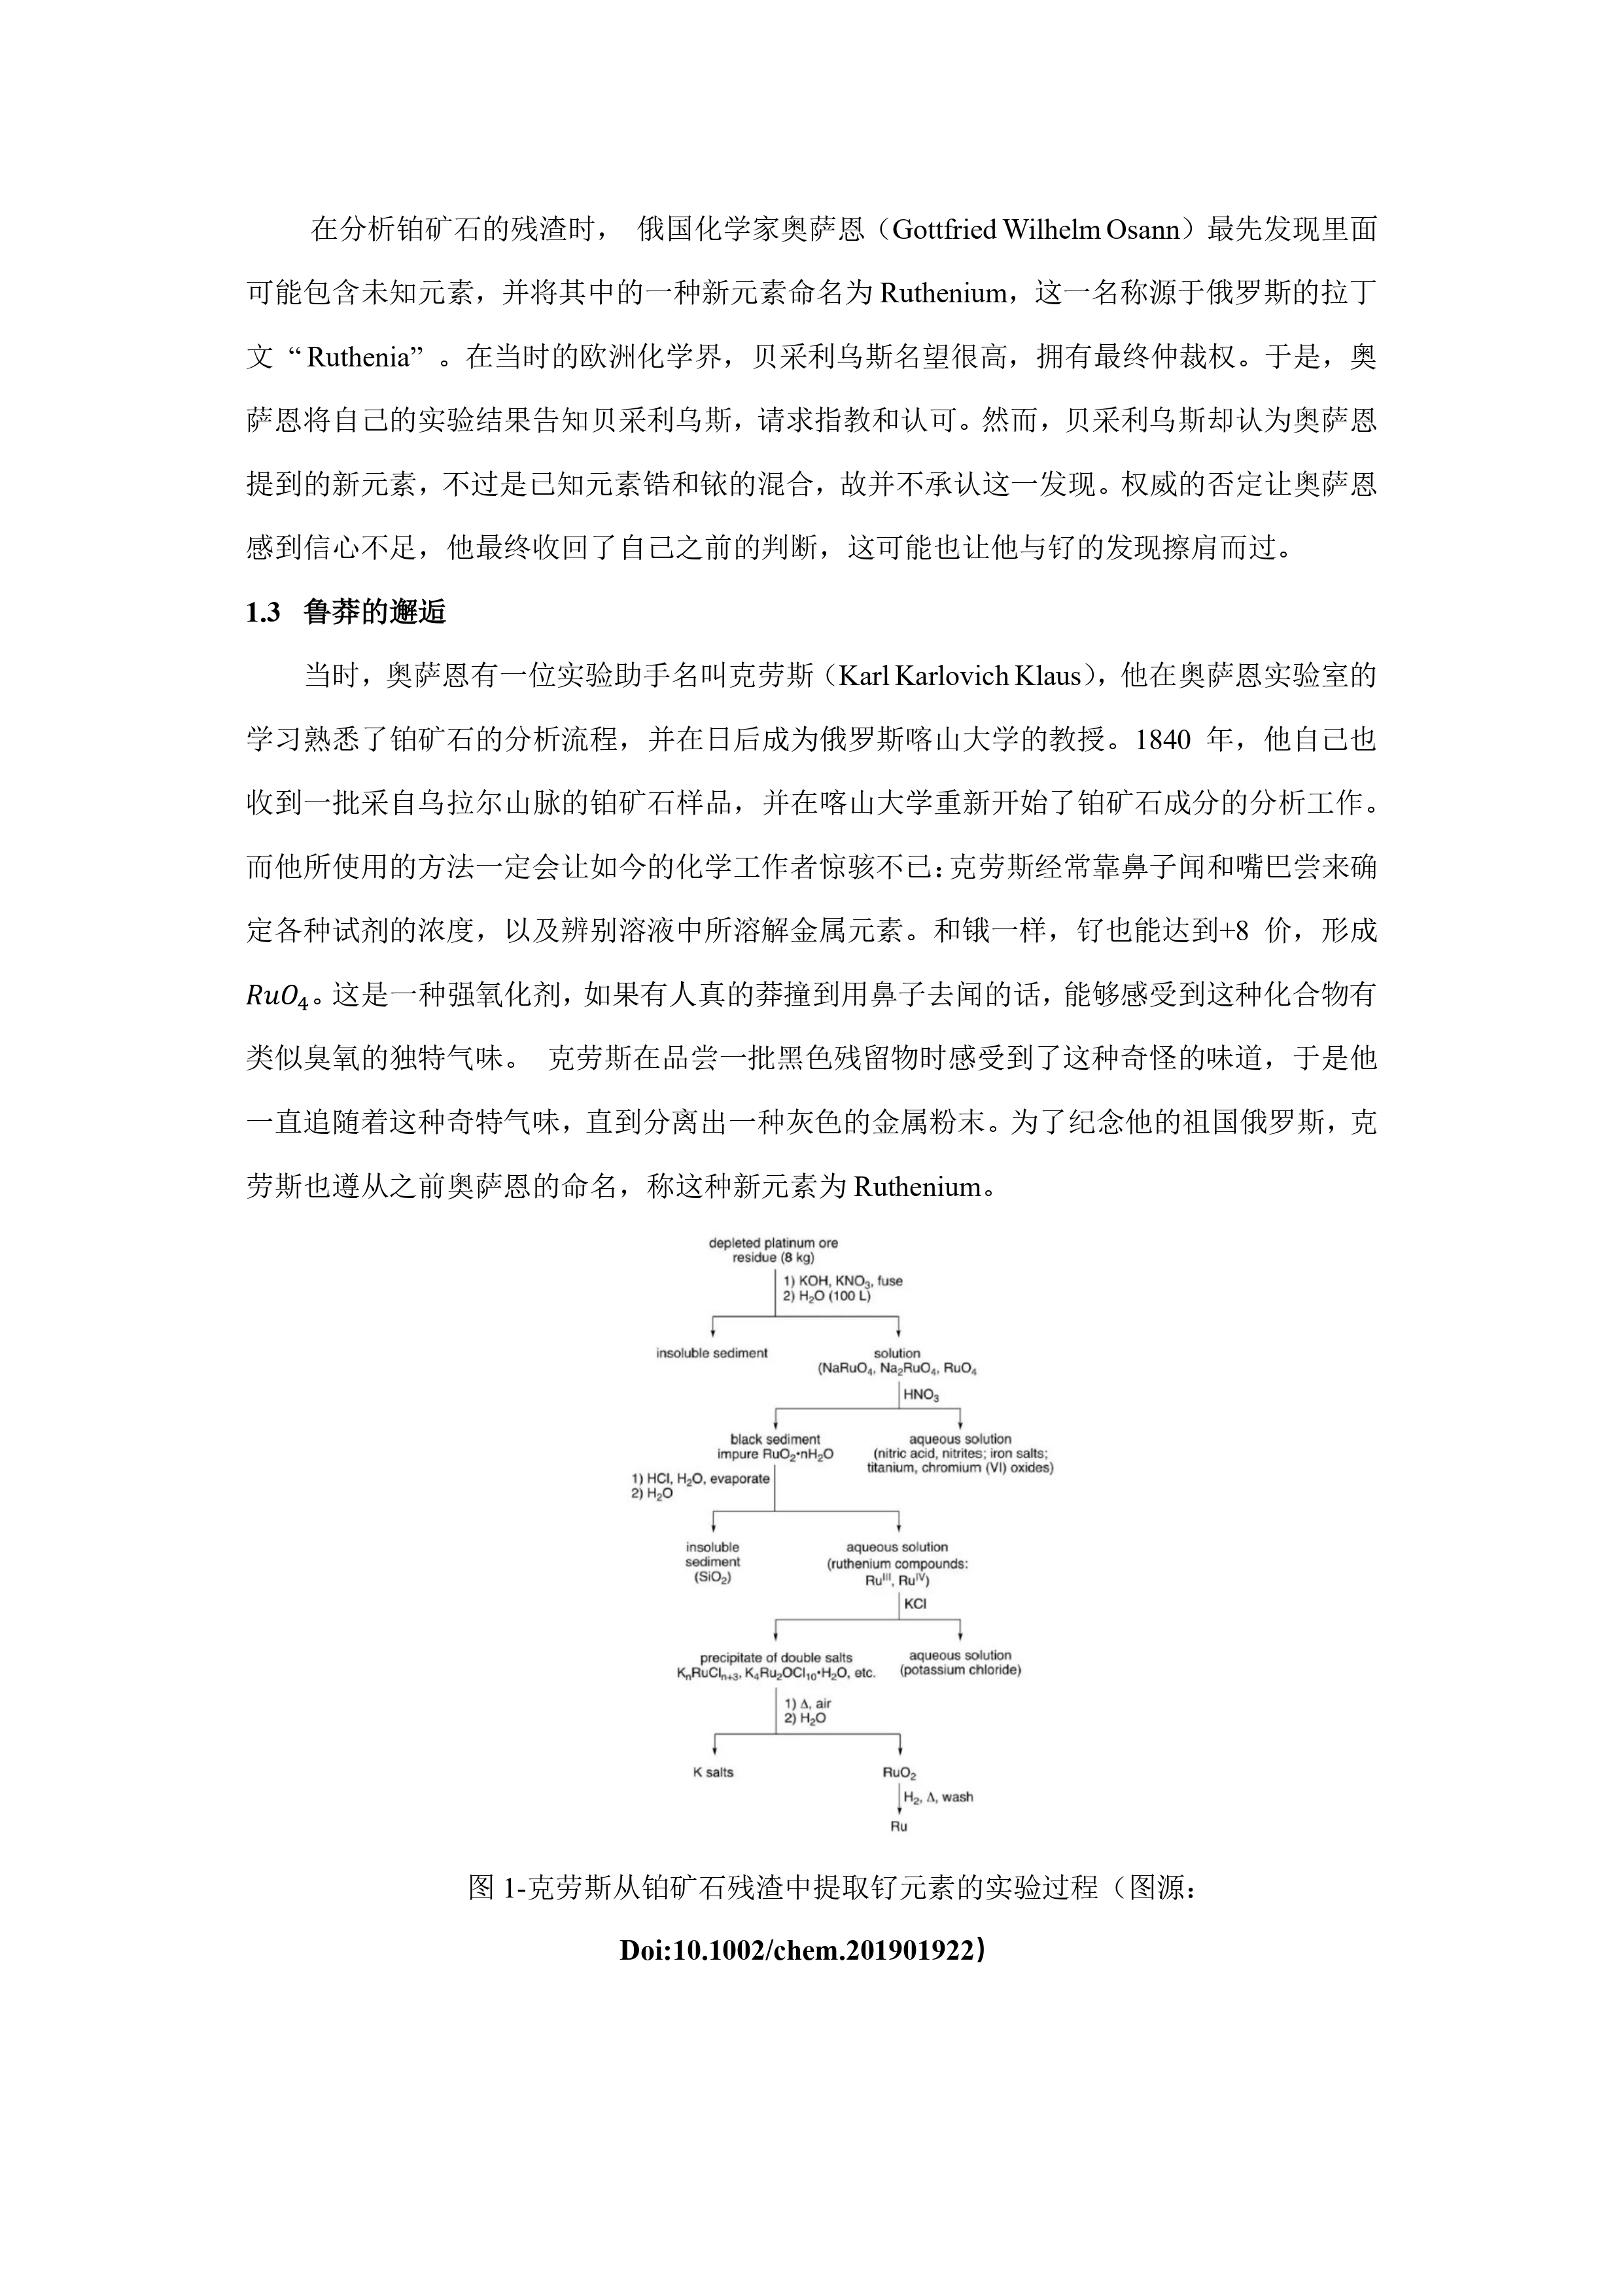 在分析铂矿石的残渣时， 俄国化学家奥萨恩（Gottfried Wilhelm Osann）最先发现里面
可能包含未知元素，并将其中的一种新元素命名为 Ruthenium，这一名称源于俄罗斯的拉丁
文 “ Ruthenia” 。在当时的欧洲化学界，贝采利乌斯名望很高，拥有最终仲裁权。于是，奥
萨恩将自己的实验结果告知贝采利乌斯，请求指教和认可。然而，贝采利乌斯却认为奥萨恩
提到的新元素，不过是已知元素锆和铱的混合，故并不承认这一发现。权威的否定让奥萨恩
感到信心不足，他最终收回了自己之前的判断，这可能也让他与钌的发现擦肩而过。
1.3 鲁莽的邂逅
当时，奥萨恩有一位实验助手名叫克劳斯（Karl Karlovich Klaus），他在奥萨恩实验室的
学习熟悉了铂矿石的分析流程，并在日后成为俄罗斯喀山大学的教授。1840 年，他自己也
收到一批采自乌拉尔山脉的铂矿石样品，并在喀山大学重新开始了铂矿石成分的分析工作。
而他所使用的方法一定会让如今的化学工作者惊骇不已：克劳斯经常靠鼻子闻和嘴巴尝来确
定各种试剂的浓度，以及辨别溶液中所溶解金属元素。和锇一样，钌也能达到+8 价，形成
RuO₄。这是一种强氧化剂，如果有人真的莽撞到用鼻子去闻的话，能够感受到这种化合物有
类似臭氧的独特气味。 克劳斯在品尝一批黑色残留物时感受到了这种奇怪的味道，于是他
一直追随着这种奇特气味，直到分离出一种灰色的金属粉末。为了纪念他的祖国俄罗斯，克
劳斯也遵从之前奥萨恩的命名，称这种新元素为 Ruthenium。
depleted platinum ore
residue (8 kg)
1) KOH, KNO₃, fuse
2) H₂O (100 L)
insoluble sediment
solution
(NaRuO₄, Na₂RuO₄, RuO₄
HNO₃
black sediment
impure RuO₂•nH₂O
aqueous solution
(nitric acid, nitrites; iron salts;
titanium, chromium (VI) oxides)
1) HCl, H₂O, evaporate
2) H₂O
insoluble
sediment
(SiO₂)
aqueous solution
(ruthenium compounds:
Ruᴵᴵᴵ, Ruᴵⱽ)
KCl
precipitate of double salts
KₙRuClₙ₊₃, K₄Ru₂OCl₁₀•H₂O, etc.
aqueous solution
(potassium chloride)
1) Δ, air
2) H₂O
K salts
RuO₂
H₂, Δ, wash
Ru
图 1-克劳斯从铂矿石残渣中提取钌元素的实验过程（图源：
Doi:10.1002/chem.201901922）